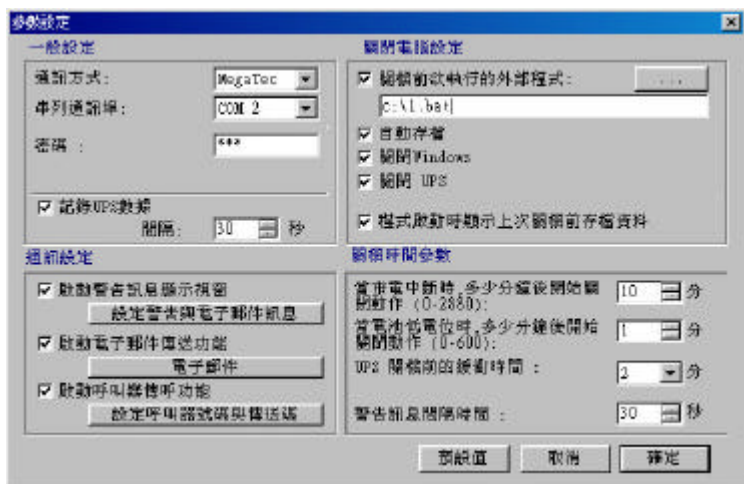 參數設定
一般設定
通訊方式: MegaTec
串列通訊埠: COM 2
密碼 : ***
記錄UPS數據
間隔: 30 秒
關閉電腦設定
關機前欲執行的外部程式: ...
c:\1.bat
自動存檔
關閉Windows
關閉 UPS
程式啟動時顯示上次關機前存檔資料
通訊設定
啟動警告訊息顯示視窗
設定警告與電子郵件訊息
啟動電子郵件傳送功能
電子郵件
啟動呼叫器傳呼功能
設定呼叫器號碼與傳送碼
關機時間參數
當市電中斷時,多少分鐘後開始關
閉動作 (0-2880): 10 分
當電池低電位時,多少分鐘後開始
關閉動作 (0-600): 1 分
UPS 關機前的緩衝時間 : 2 分
警告訊息間隔時間 : 30 秒
預設值 取消 確定